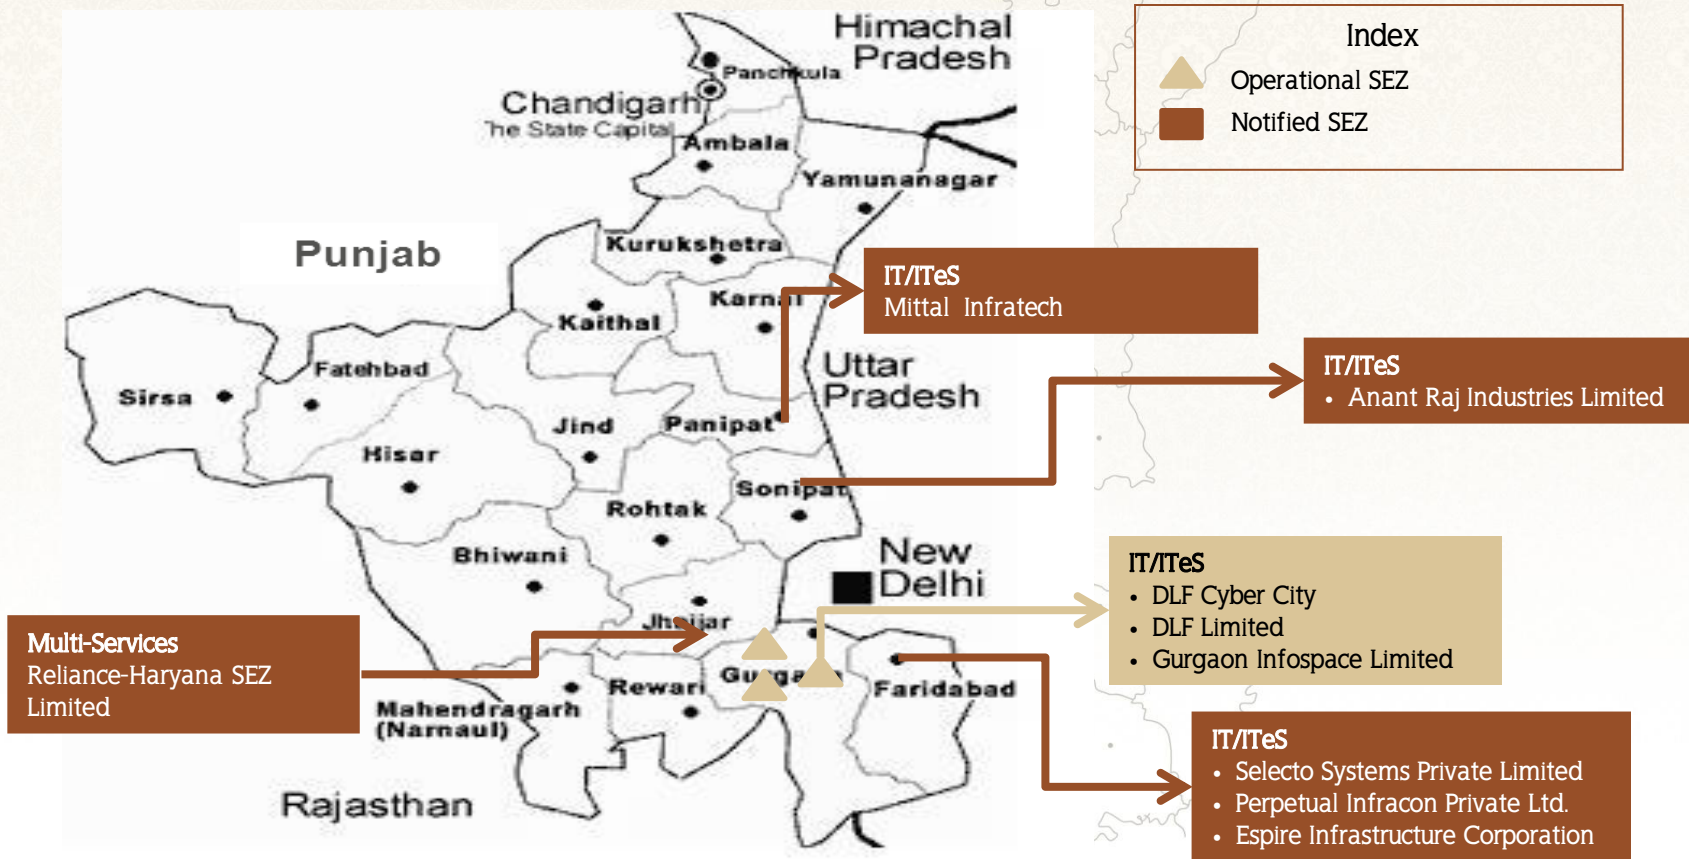 Himachal
Pradesh
Index
Operational SEZ
Notified SEZ
Panchkula
Chandigarh
The State Capital
Ambala
Yamunanagar
Punjab
Kurukshetra
IT/ITeS
Mittal Infratech
Karnal
Kaithal
Uttar
Pradesh
IT/ITeS
• Anant Raj Industries Limited
Fatehbad
Sirsa
Jind
Panipat
Hisar
Sonipat
Rohtak
New
Delhi
Bhiwani
IT/ITeS
• DLF Cyber City
• DLF Limited
• Gurgaon Infospace Limited
Jhajjar
Multi-Services
Reliance-Haryana SEZ
Limited
Gurgaon
Rewari
Faridabad
Mahendragarh
(Narnaul)
IT/ITeS
• Selecto Systems Private Limited
• Perpetual Infracon Private Ltd.
• Espire Infrastructure Corporation
Rajasthan